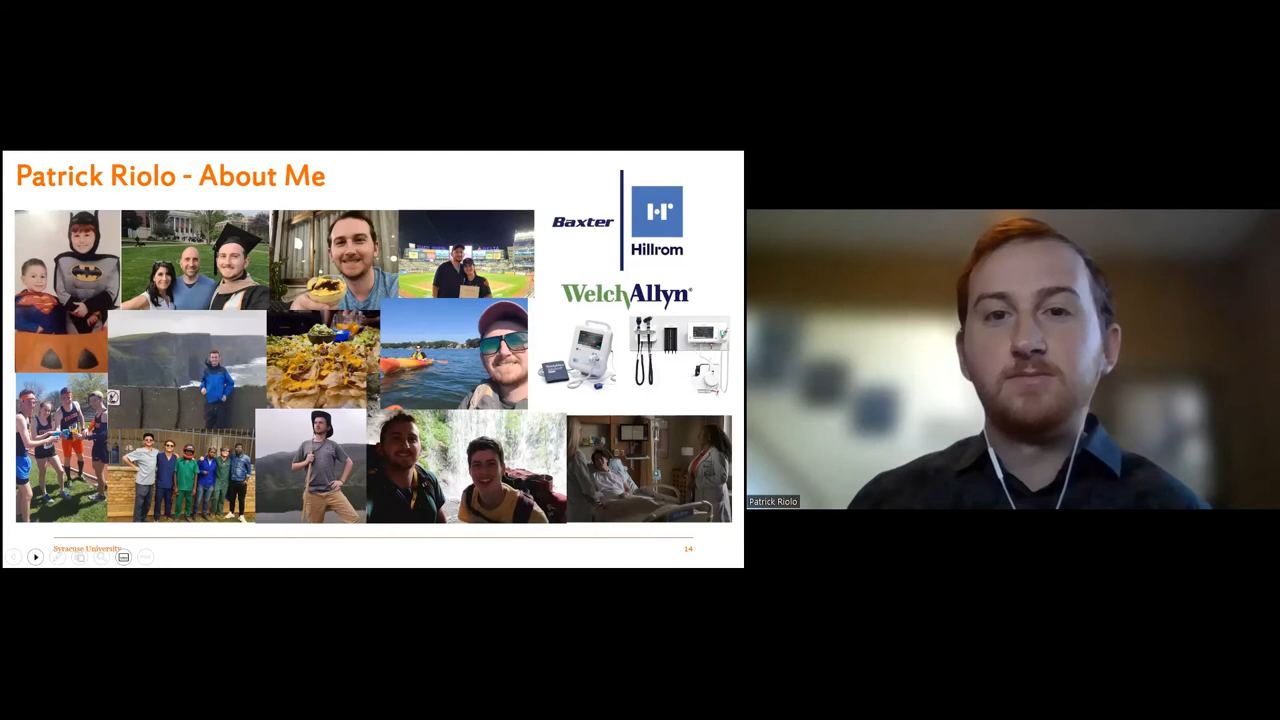 Patrick Riolo - About Me
Baxter
Hillrom
WelchAllyn®
Syracuse University
14
Patrick Riolo